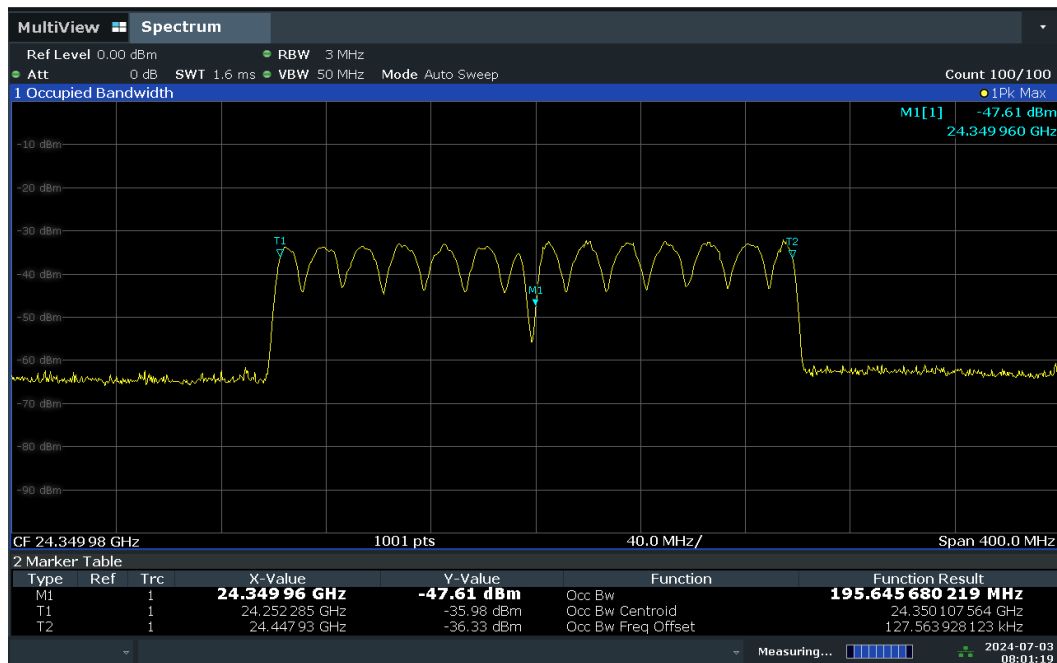 MultiView Spectrum
Ref Level 0.00 dBm RBW 3 MHz
Att 0 dB SWT 1.6 ms VBW 50 MHz Mode Auto Sweep Count 100/100
1 Occupied Bandwidth 1Pk Max
M1[1] -47.61 dBm
24.349 960 GHz
-10 dBm
-20 dBm
-30 dBm
T1 T2
-40 dBm
M1
-50 dBm
-60 dBm
-70 dBm
-80 dBm
-90 dBm
CF 24.349 98 GHz 1001 pts 40.0 MHz/ Span 400.0 MHz
2 Marker Table
Type Ref Trc X-Value Y-Value Function Function Result
M1 1 24.349 96 GHz -47.61 dBm Occ Bw 195.645 680 219 MHz
T1 1 24.252 285 GHz -35.98 dBm Occ Bw Centroid 24.350 107 564 GHz
T2 1 24.447 93 GHz -36.33 dBm Occ Bw Freq Offset 127.563 928 123 kHz
Measuring... 2024-07-03
08:01:19